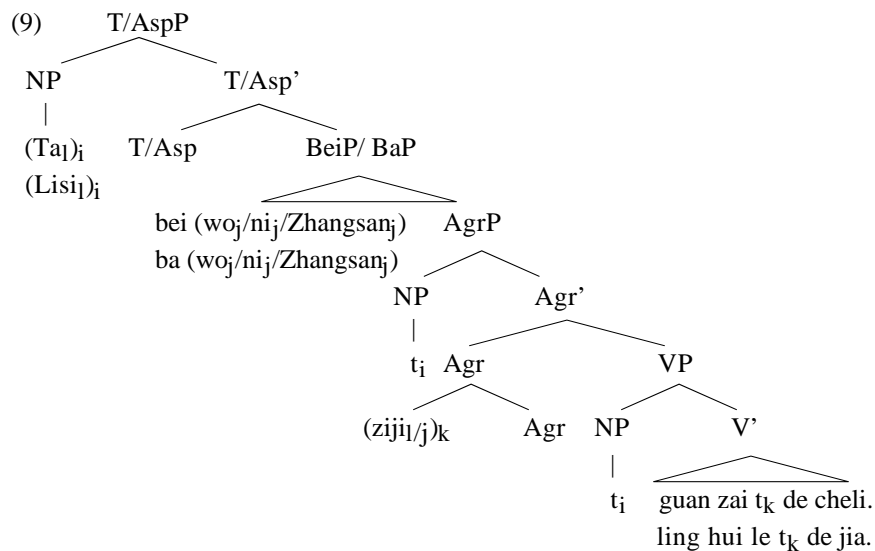 (9) T/AspP
NP T/Asp’
|
(Ta_l)_i T/Asp BeiP/ BaP
(Lisi_l)_i
bei (wo_j/ni_j/Zhangsan_j) AgrP
ba (wo_j/ni_j/Zhangsan_j)
NP Agr’
|
t_i Agr VP
(ziji_l/j)_k Agr NP V’
|
t_i guan zai t_k de cheli.
ling hui le t_k de jia.